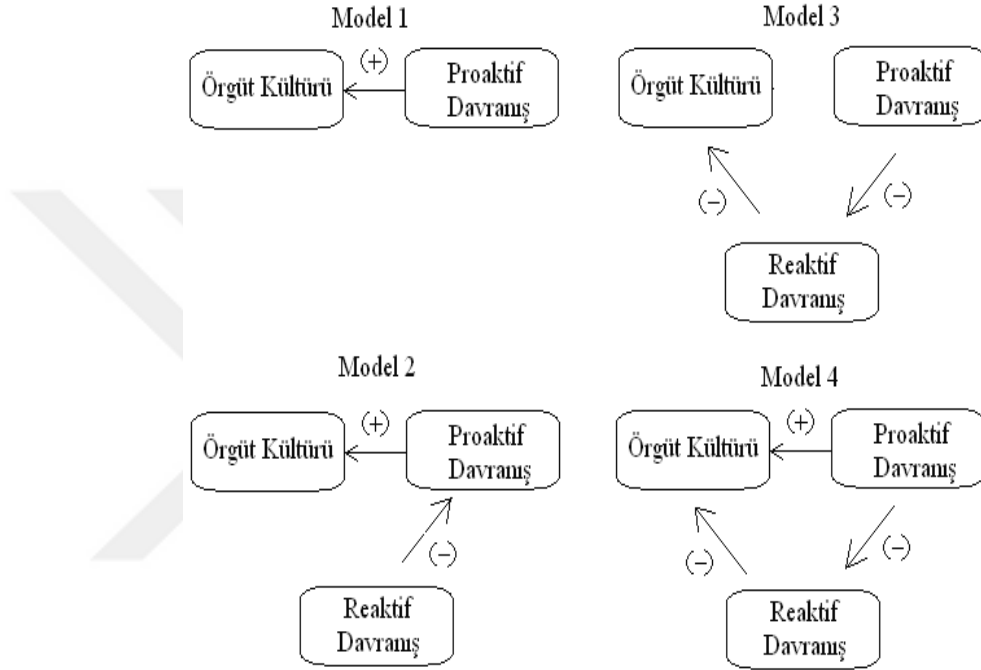 Model 1
Örgüt Kültürü
(+)
Proaktif
Davranış
Model 3
Örgüt Kültürü
Proaktif
Davranış
(−)
(−)
Reaktif
Davranış
Model 2
Örgüt Kültürü
(+)
Proaktif
Davranış
(−)
Reaktif
Davranış
Model 4
Örgüt Kültürü
(+)
Proaktif
Davranış
(−)
(−)
Reaktif
Davranış